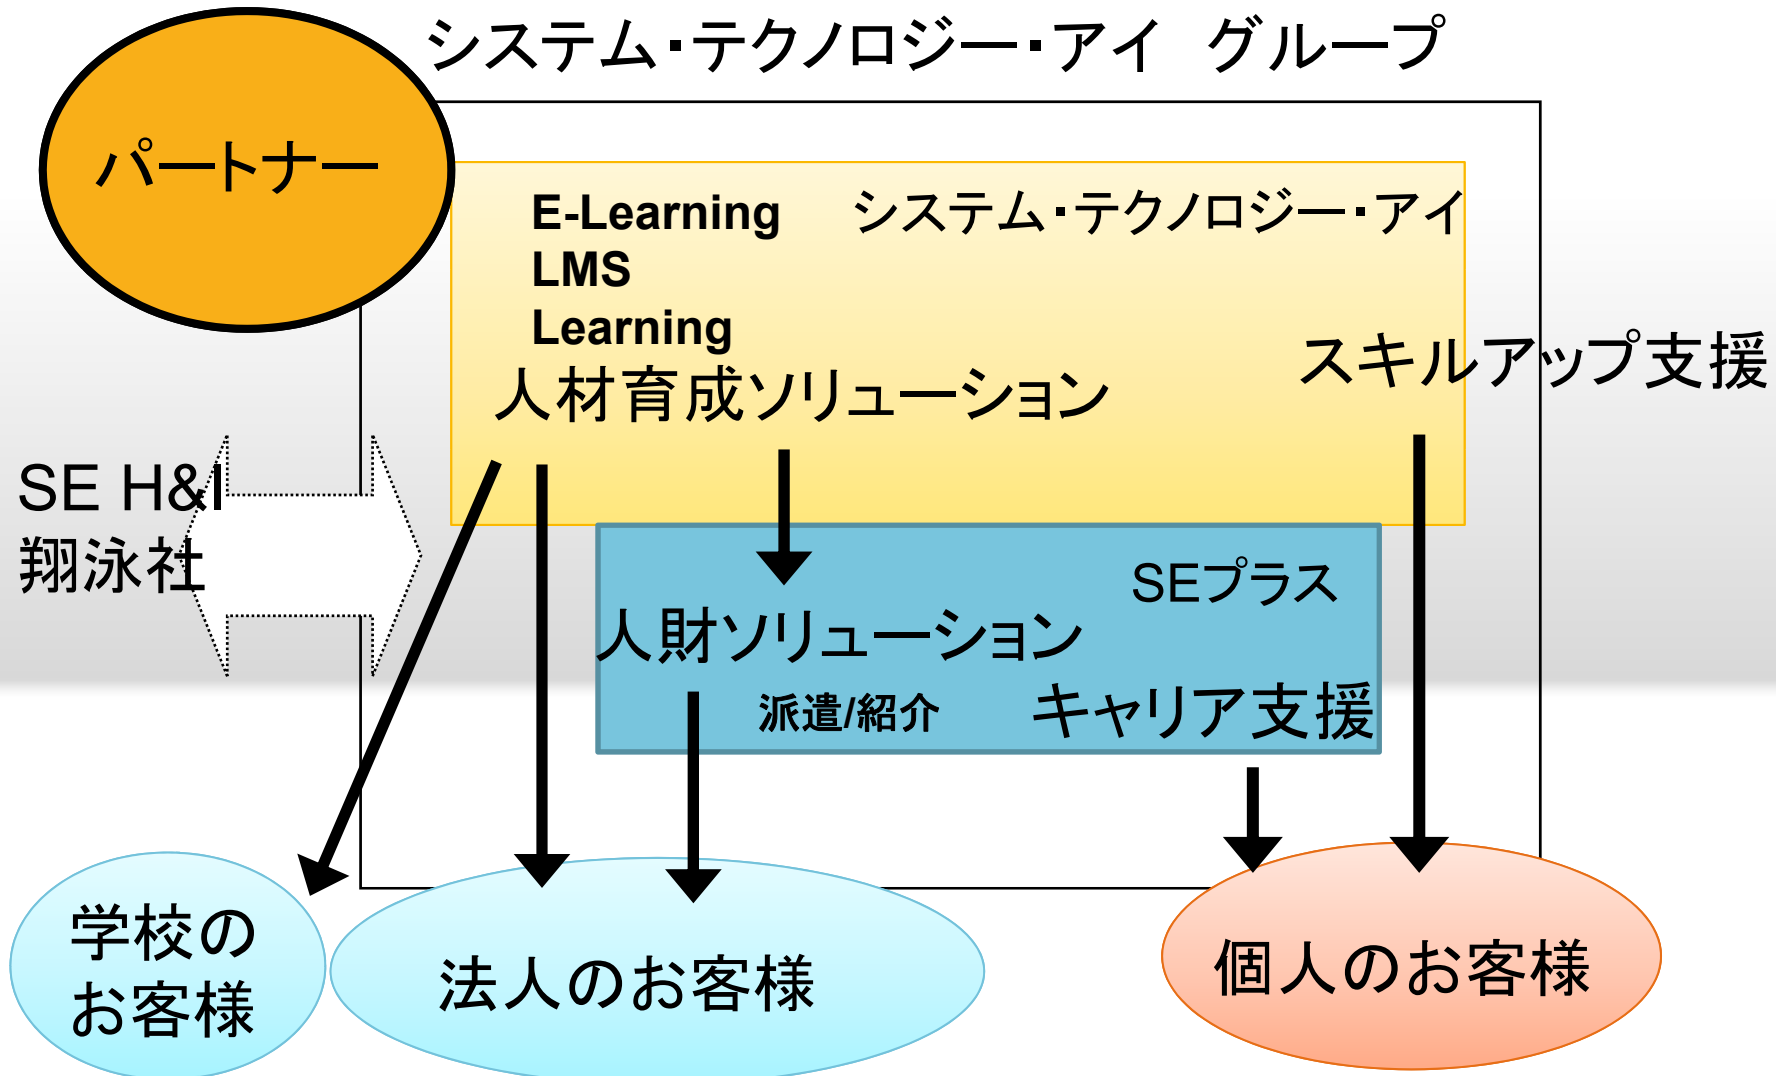 システム・テクノロジー・アイ グループ
パートナー
E-Learning
LMS
Learning
人材育成ソリューション
システム・テクノロジー・アイ
スキルアップ支援
SE H&I
翔泳社
SEプラス
人財ソリューション
派遣/紹介
キャリア支援
学校の
お客様
法人のお客様
個人のお客様